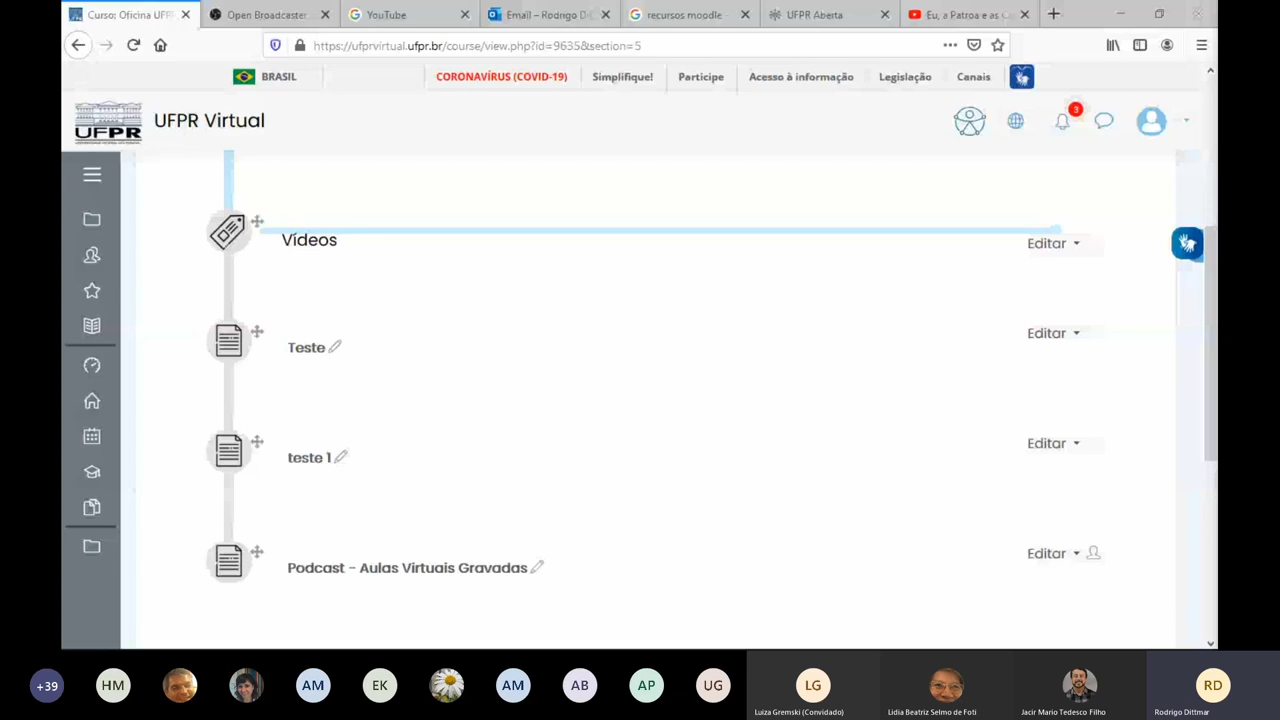 Curso: Oficina UFP
Open Broadcaster
YouTube
Email – Rodrigo D
recursos moodle
UFPR Aberta
Eu, a Patroa e as C
https://ufprvirtual.ufpr.br/course/view.php?id=9635&section=5
BRASIL
CORONAVÍRUS (COVID-19)
Simplifique!
Participe
Acesso à informação
Legislação
Canais
UFPR
UFPR Virtual
3
Vídeos
Editar
Teste
Editar
teste 1
Editar
Podcast - Aulas Virtuais Gravadas
Editar
+39
HM
AM
EK
AM
AB
AP
UG
LG
RD
Luiza Gremski (Convidado)
Lidia Beatriz Selmo de Foti
Jacir Mario Tedesco Filho
Rodrigo Dittmar